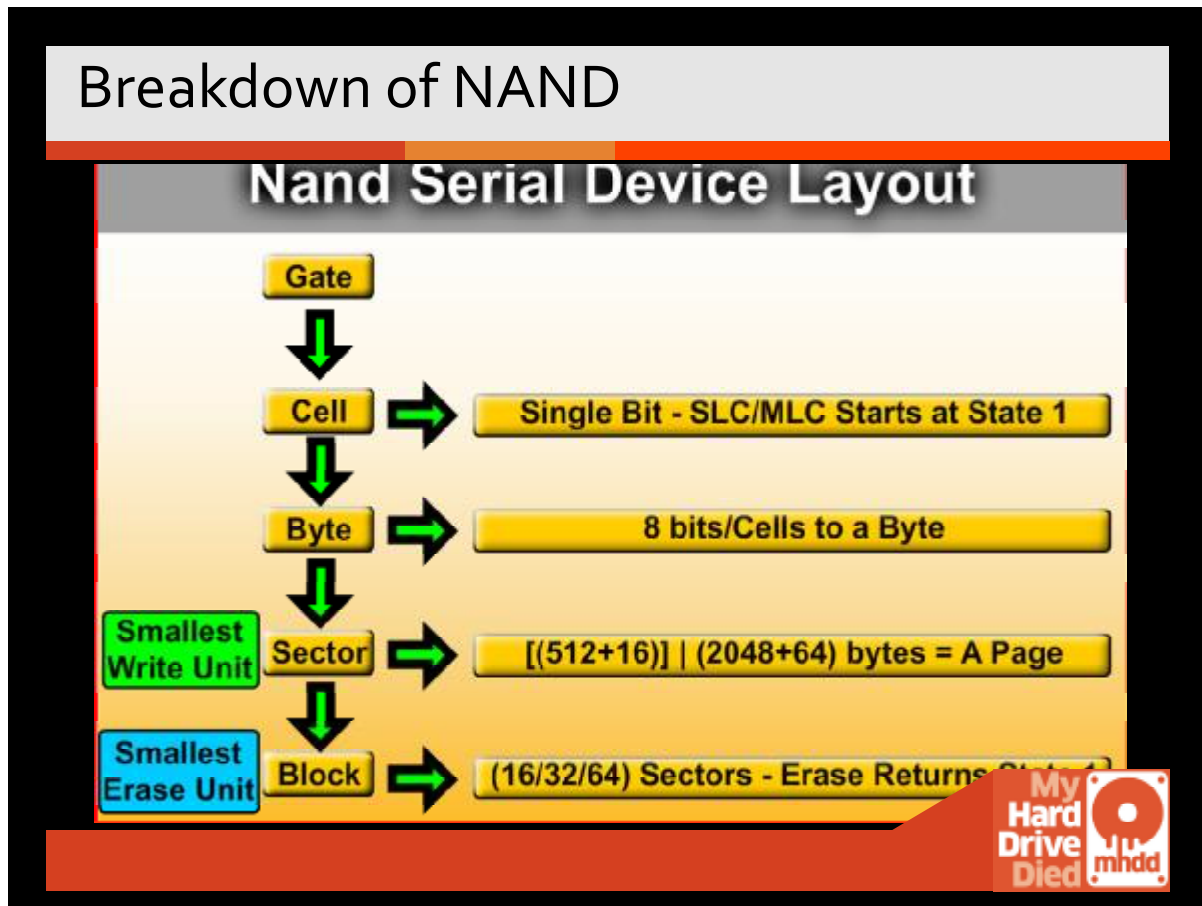 Breakdown of NAND
Nand Serial Device Layout
Gate
Cell
Single Bit - SLC/MLC Starts at State 1
Byte
8 bits/Cells to a Byte
Smallest
Write Unit
Sector
[(512+16)] | (2048+64) bytes = A Page
Smallest
Erase Unit
Block
(16/32/64) Sectors - Erase Returns State 1
My
Hard
Drive
Died
mhdd